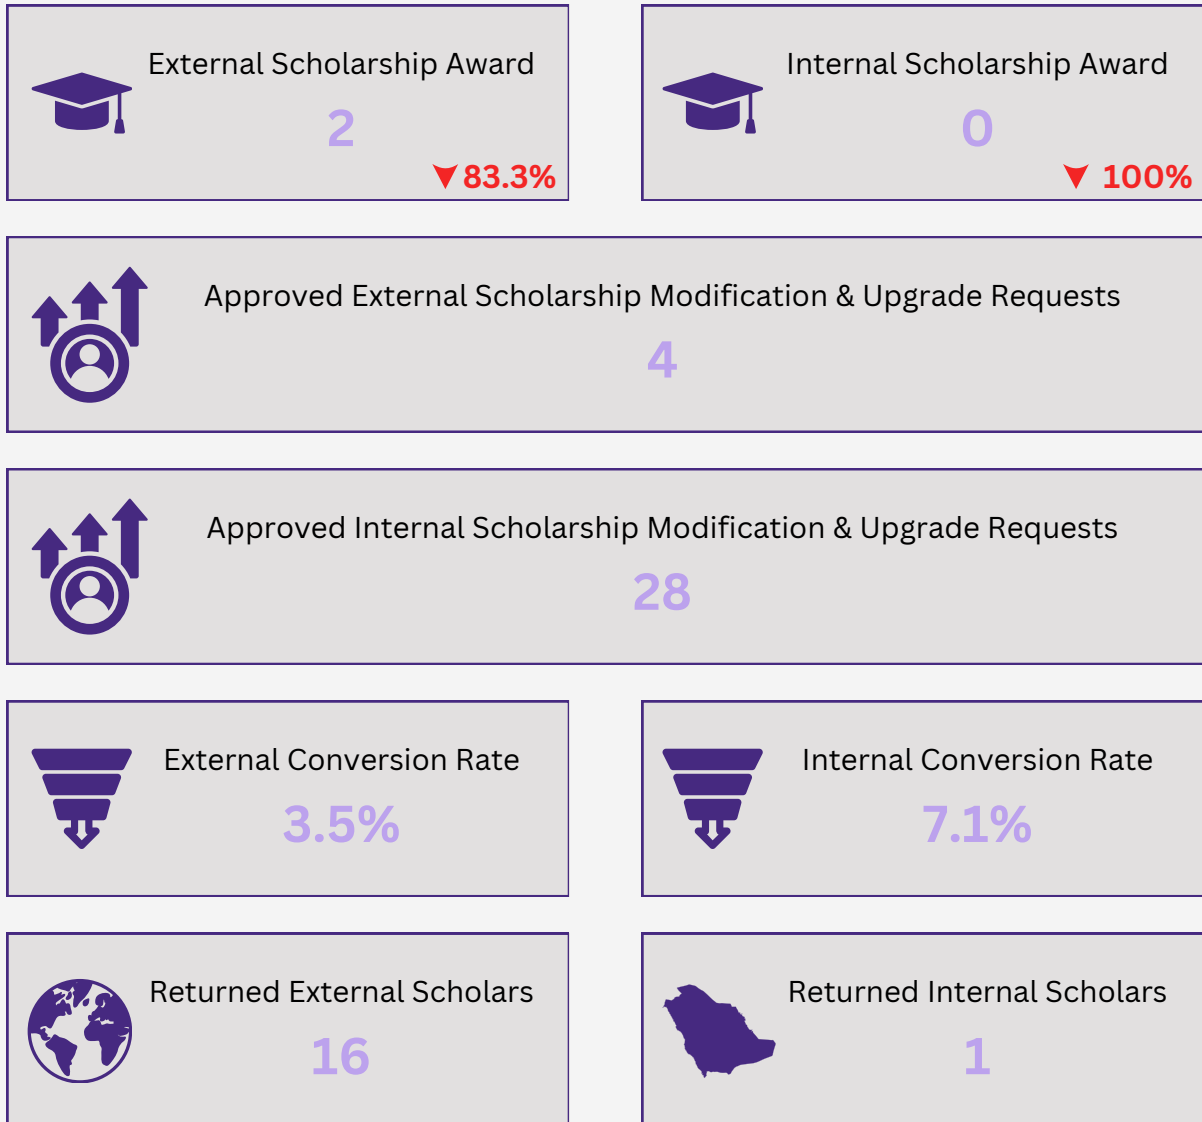 External Scholarship Award
2
83.3%
Internal Scholarship Award
0
100%
Approved External Scholarship Modification & Upgrade Requests
4
Approved Internal Scholarship Modification & Upgrade Requests
28
External Conversion Rate
3.5%
Internal Conversion Rate
7.1%
Returned External Scholars
16
Returned Internal Scholars
1